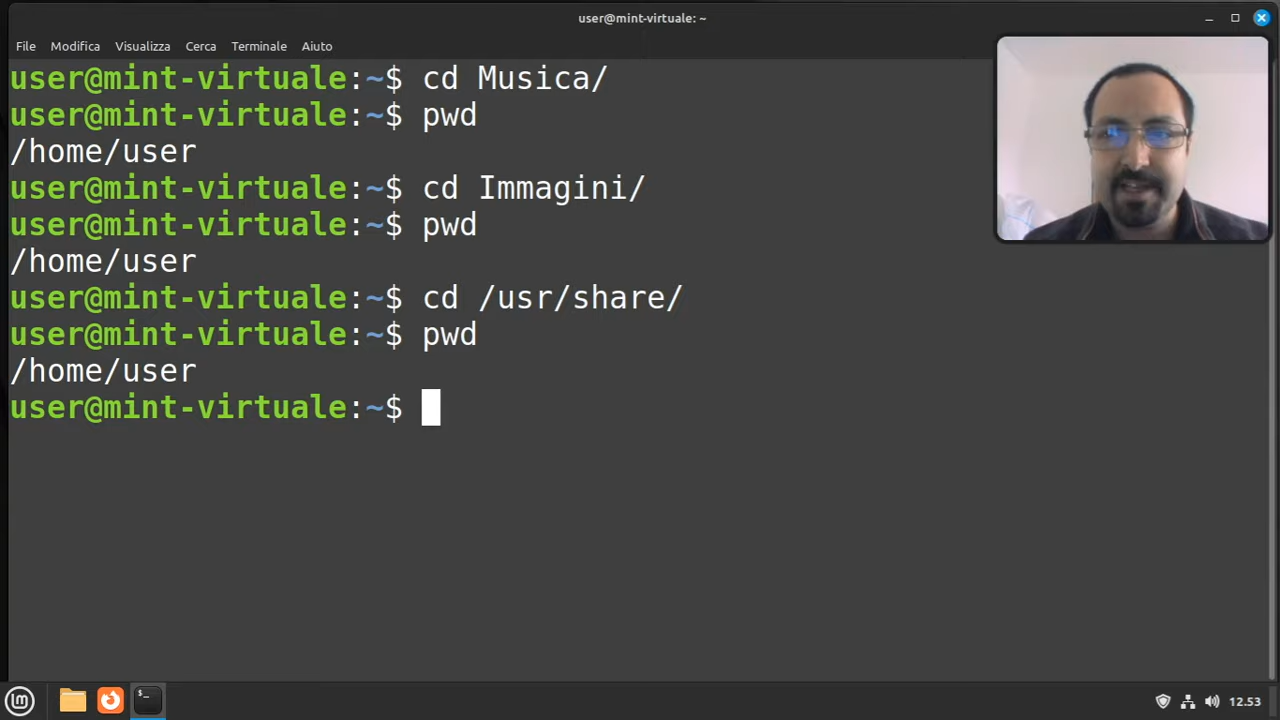 user@mint-virtuale: ~
File Modifica Visualizza Cerca Terminale Aiuto
user@mint-virtuale:~$ cd Musica/
user@mint-virtuale:~$ pwd
/home/user
user@mint-virtuale:~$ cd Immagini/
user@mint-virtuale:~$ pwd
/home/user
user@mint-virtuale:~$ cd /usr/share/
user@mint-virtuale:~$ pwd
/home/user
user@mint-virtuale:~$
12.53